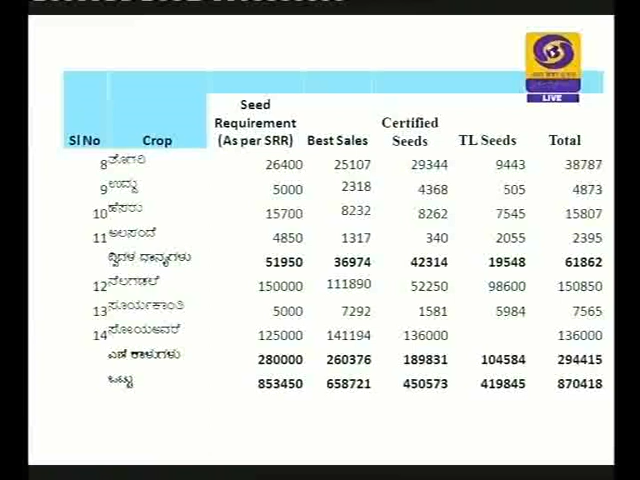 LIVE
Sl No Crop Seed Requirement (As per SRR) Best Sales Certified Seeds TL Seeds Total
8 ತೊಗರಿ 26400 25107 29344 9443 38787
9 ಉದ್ದು 5000 2318 4368 505 4873
10 ಹೆಸರು 15700 8232 8262 7545 15807
11 ಅಲಸಂದೆ 4850 1317 340 2055 2395
ದ್ವಿದಳ ಧಾನ್ಯಗಳು 51950 36974 42314 19548 61862
12 ನೆಲಗಡಲೆ 150000 111890 52250 98600 150850
13 ಸೂರ್ಯಕಾಂತಿ 5000 7292 1581 5984 7565
14 ಸೋಯಅವರೆ 125000 141194 136000 136000
ಎಣೆ ಕಾಳುಗಳು 280000 260376 189831 104584 294415
ಒಟ್ಟು 853450 658721 450573 419845 870418